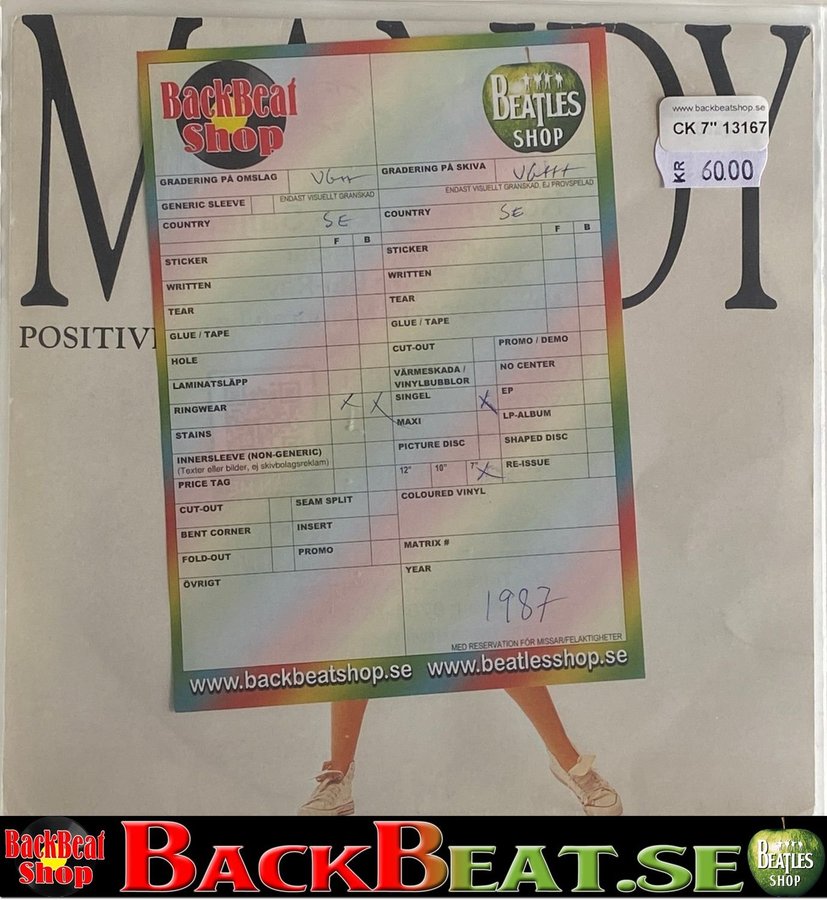 M DY
POSITIV
BackBeat
Shop
BEATLES
SHOP
www.backbeatshop.se
CK 7" 13167
KR 60.00
GRADERING PÅ OMSLAG VG++
ENDAST VISUELLT GRANSKAD
GENERIC SLEEVE
COUNTRY SE
F B
STICKER
WRITTEN
TEAR
GLUE / TAPE
HOLE
LAMINATSLÄPP
RINGWEAR X X
STAINS
INNERSLEEVE (NON-GENERIC)
(Texter eller bilder, ej skivbolagsreklam)
PRICE TAG
CUT-OUT SEAM SPLIT
BENT CORNER INSERT
FOLD-OUT PROMO
ÖVRIGT
GRADERING PÅ SKIVA VG+++
ENDAST VISUELLT GRANSKAD, EJ PROVSPELAD
COUNTRY SE
F B
STICKER
WRITTEN
TEAR
GLUE / TAPE
CUT-OUT PROMO / DEMO
VÄRMESKADA / NO CENTER
VINYLBUBBLOR
SINGEL X EP
MAXI LP-ALBUM
PICTURE DISC SHAPED DISC
12" 10" 7" X RE-ISSUE
COLOURED VINYL
MATRIX #
YEAR
1987
MED RESERVATION FÖR MISSAR/FELAKTIGHETER
www.backbeatshop.se www.beatlesshop.se
BackBeat
Shop
BACKBEAT.SE
BEATLES
SHOP